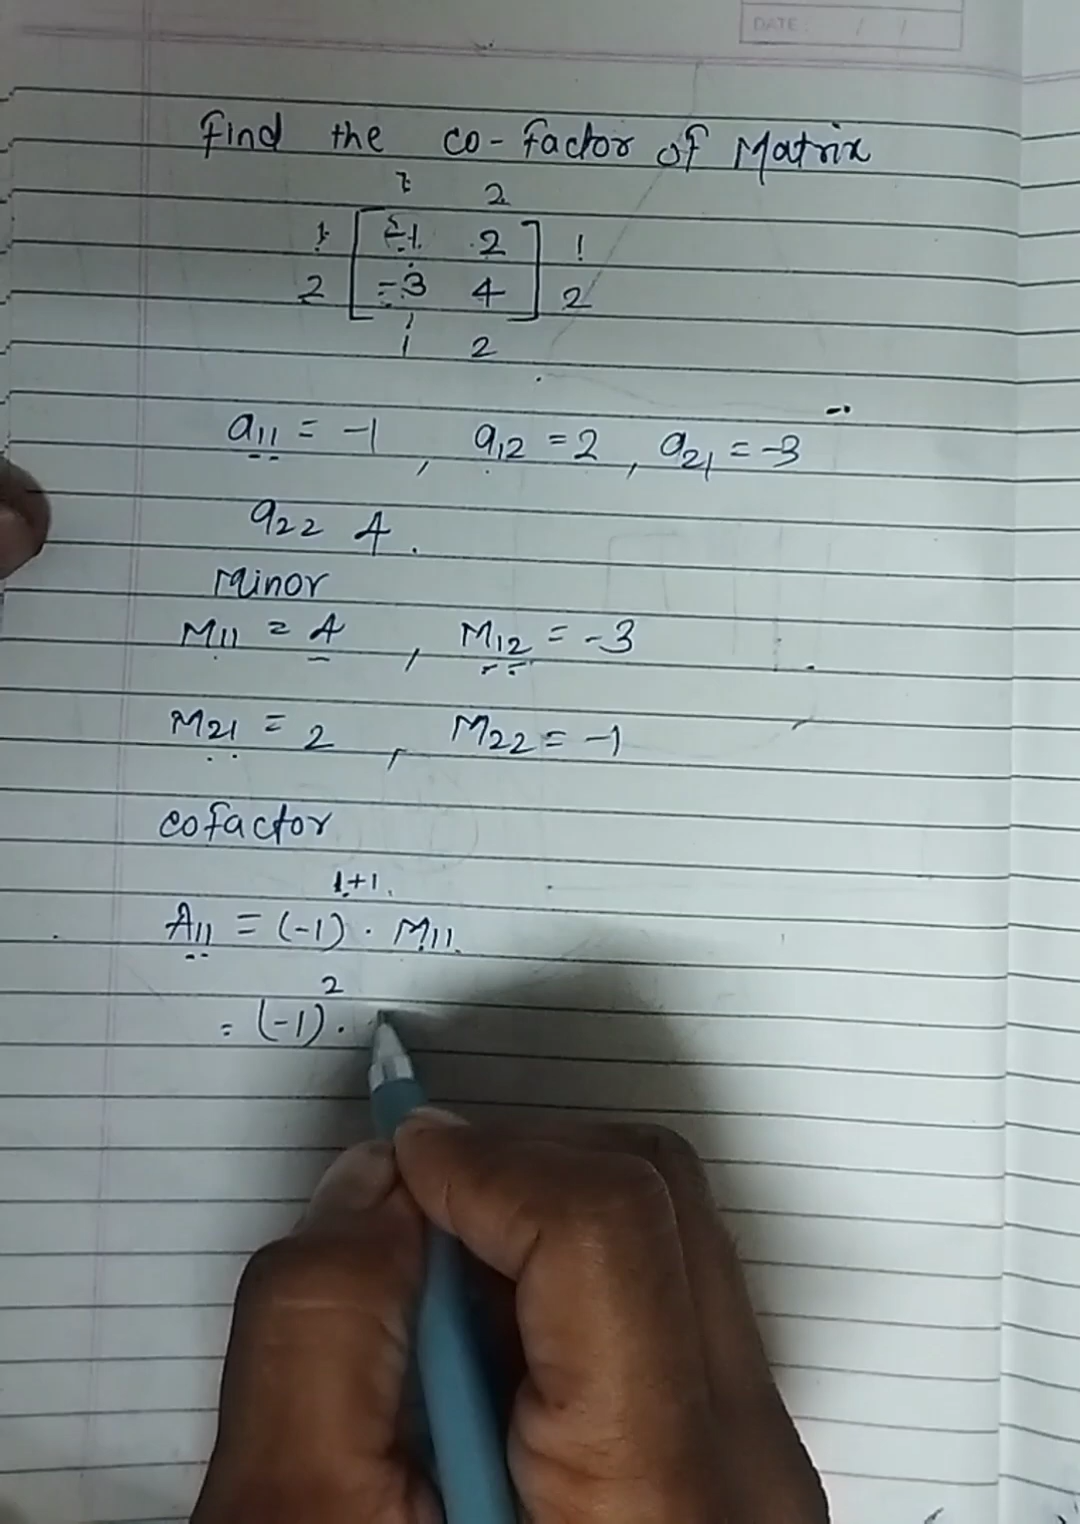 DATE: / /
Find the co-factor of Matrix
2
1 [ -1 2 ] 1
2 [ -3 4 ] 2
1 2
a11 = -1 , a12 = 2 , a21 = -3
a22 4.
Minor
M11 = 4 , M12 = -3
M21 = 2 , M22 = -1
cofactor
A11 = (-1)^1+1 . M11
= (-1)^2 .